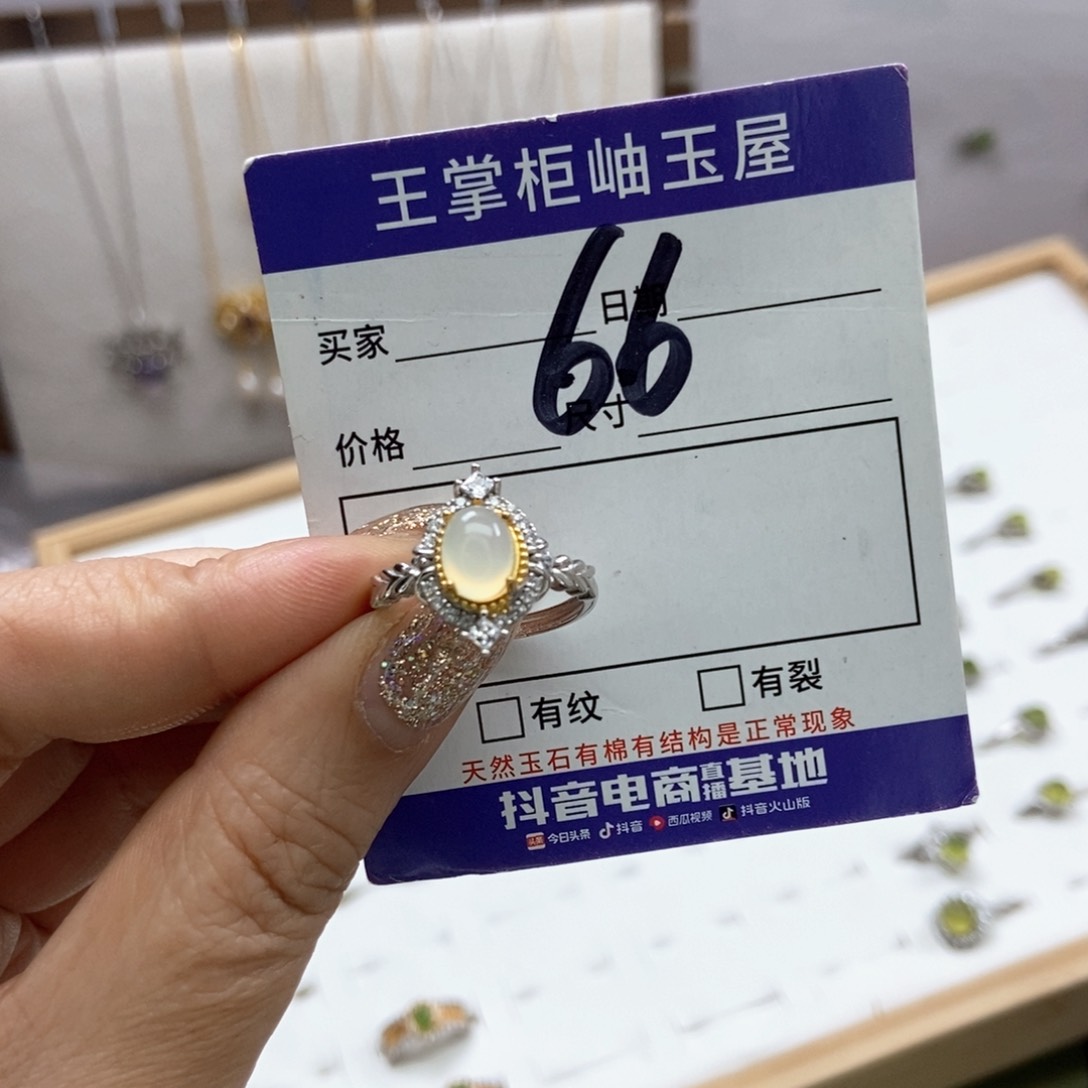 王掌柜岫玉屋
66
买家 日期
价格 尺寸
有纹 有裂
天然玉石有棉有结构是正常现象
抖音电商直播基地
头条 今日头条 抖音 西瓜视频 抖音火山版